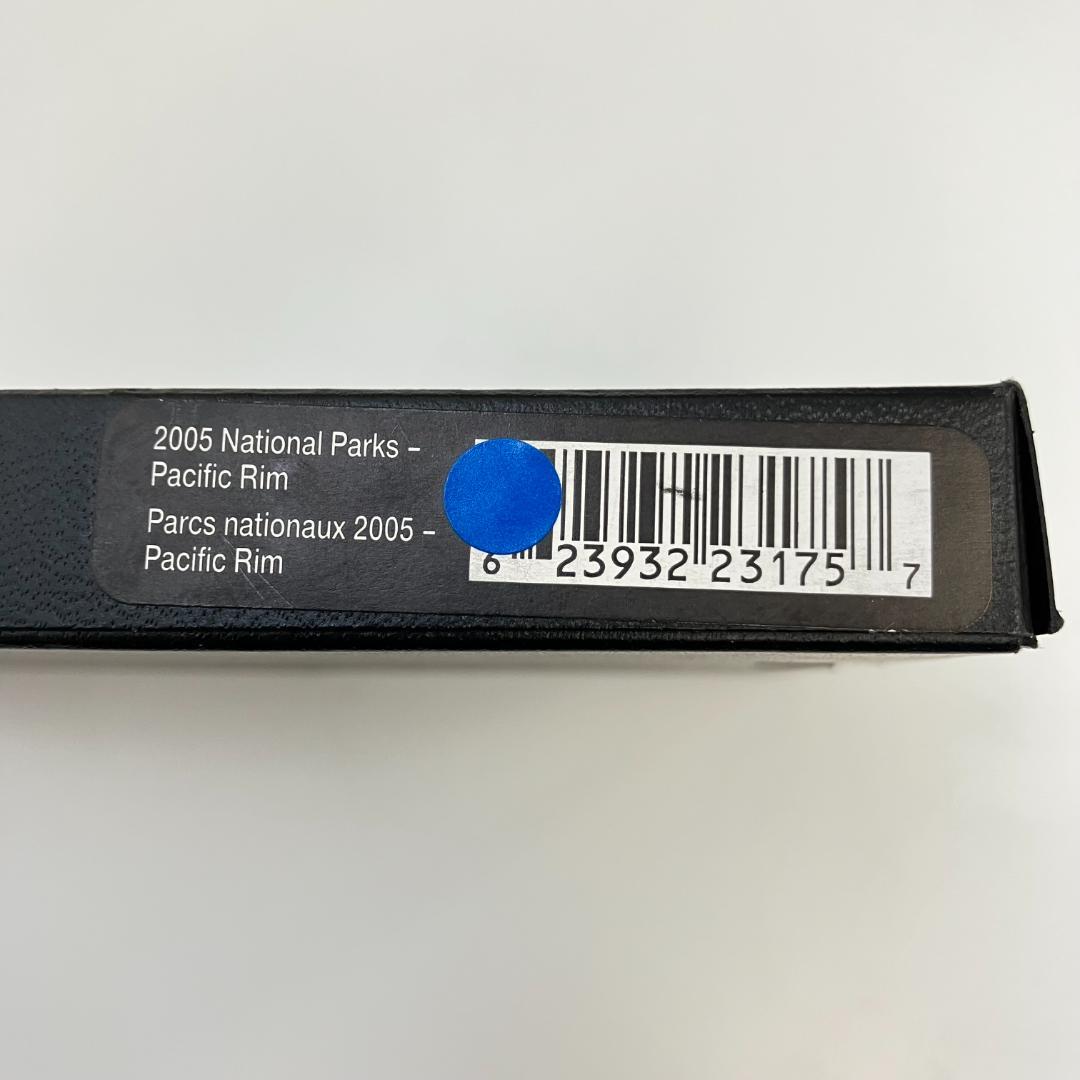 2005 National Parks –
Pacific Rim
Parcs nationaux 2005 –
Pacific Rim
6 23932 23175 7